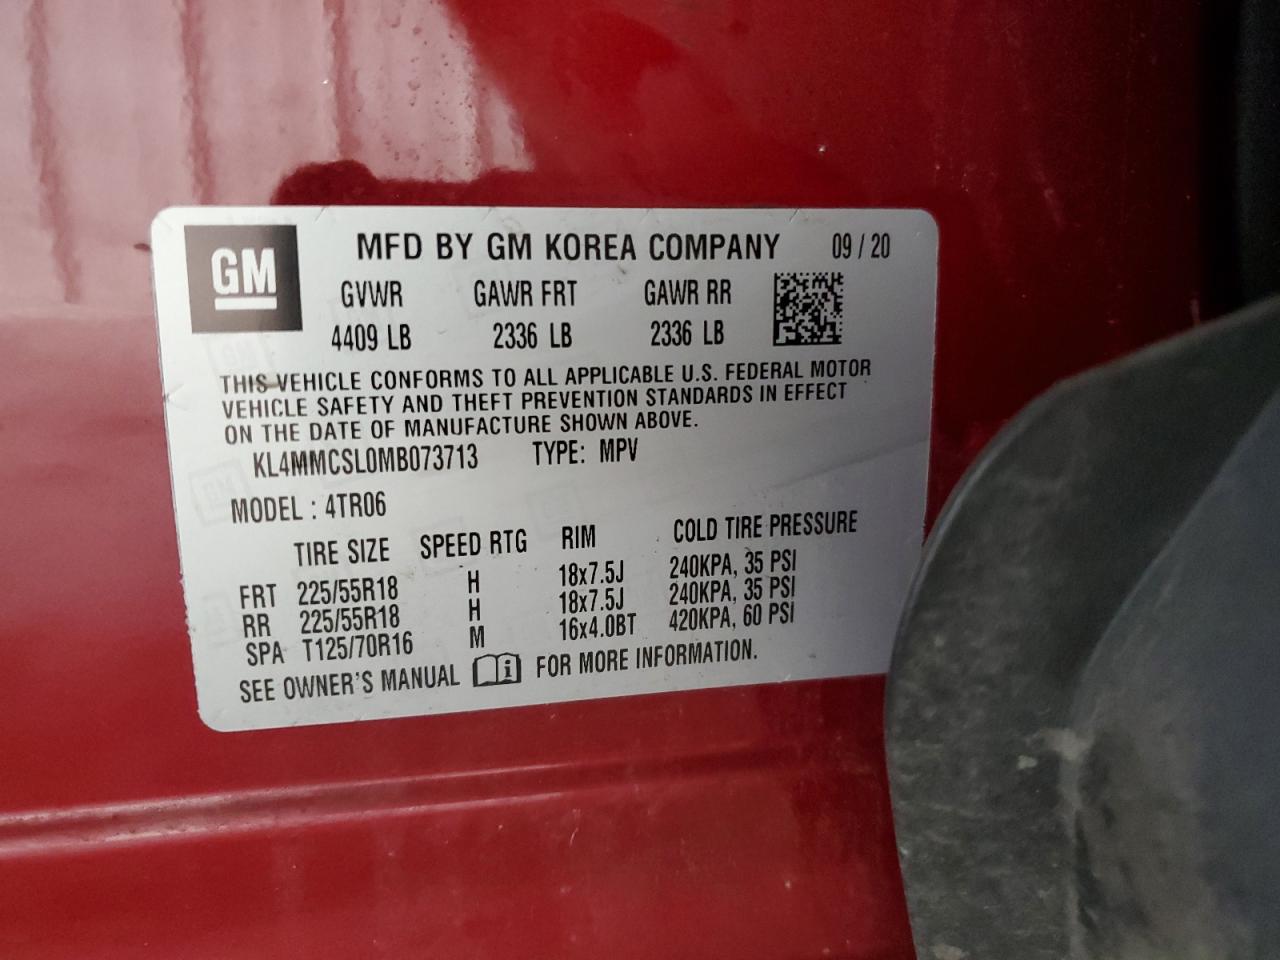 GM MFD BY GM KOREA COMPANY 09 / 20
GVWR GAWR FRT GAWR RR
4409 LB 2336 LB 2336 LB
THIS VEHICLE CONFORMS TO ALL APPLICABLE U.S. FEDERAL MOTOR
VEHICLE SAFETY AND THEFT PREVENTION STANDARDS IN EFFECT
ON THE DATE OF MANUFACTURE SHOWN ABOVE.
KL4MMCSL0MB073713 TYPE: MPV
MODEL : 4TR06
TIRE SIZE SPEED RTG RIM COLD TIRE PRESSURE
FRT 225/55R18 H 18x7.5J 240KPA, 35 PSI
RR 225/55R18 H 18x7.5J 240KPA, 35 PSI
SPA T125/70R16 M 16x4.0BT 420KPA, 60 PSI
SEE OWNER'S MANUAL i FOR MORE INFORMATION.